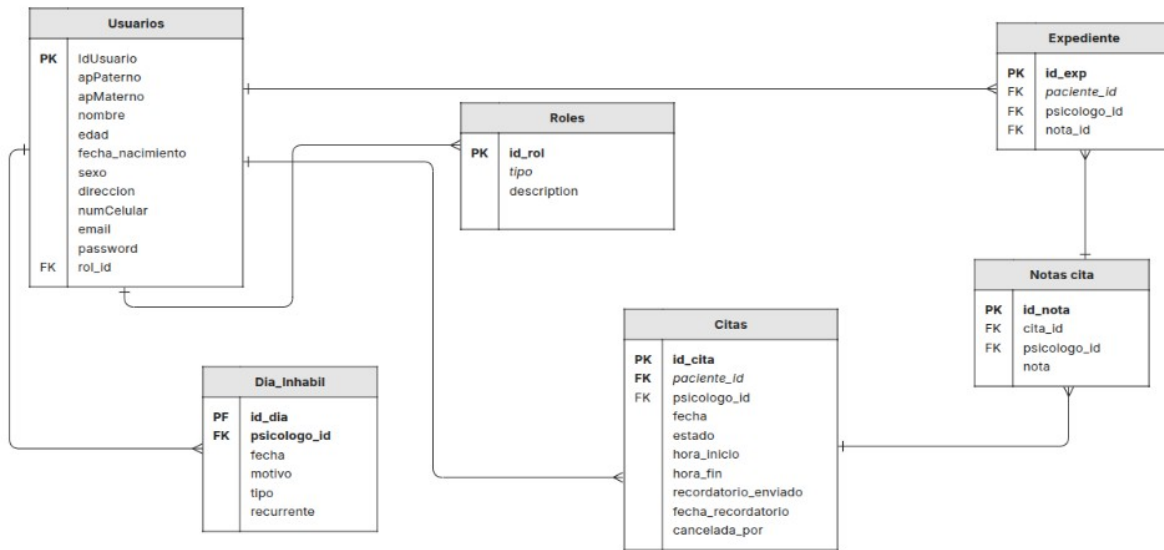 Usuarios
PK IdUsuario
apPaterno
apMaterno
nombre
edad
fecha_nacimiento
sexo
direccion
numCelular
email
password
FK rol_id
Roles
PK id_rol
tipo
description
Expediente
PK id_exp
FK paciente_id
FK psicologo_id
FK nota_id
Notas cita
PK id_nota
FK cita_id
FK psicologo_id
nota
Citas
PK id_cita
FK paciente_id
FK psicologo_id
fecha
estado
hora_inicio
hora_fin
recordatorio_enviado
fecha_recordatorio
cancelada_por
Dia_Inhabil
PF id_dia
FK psicologo_id
fecha
motivo
tipo
recurrente